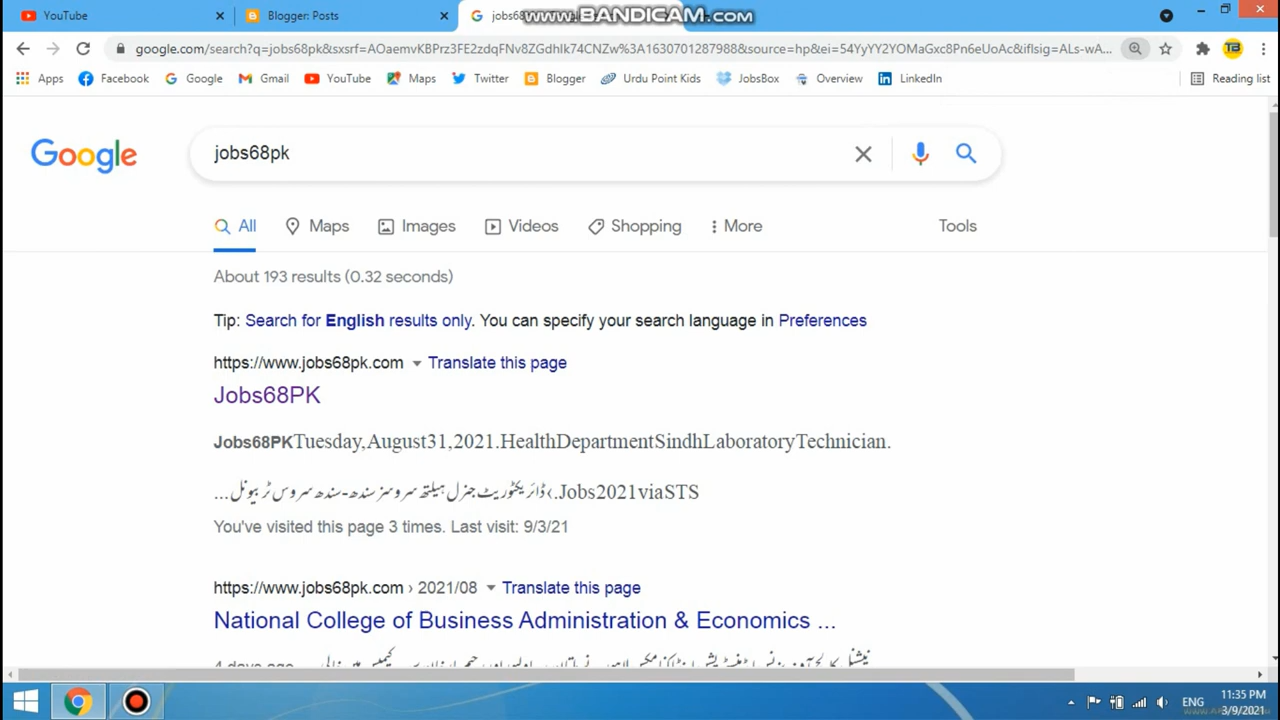 YouTube
Blogger: Posts
jobs68
WWW.BANDICAM.COM
google.com/search?q=jobs68pk&sxsrf=AOaemvKBPrz3FE2zdqFNv8ZGdhIk74CNZw%3A1630701287988&source=hp&ei=54YyYY2YOMaGxc8Pn6eUoAc&iflsig=ALs-wA...
Apps Facebook Google Gmail YouTube Maps Twitter Blogger Urdu Point Kids JobsBox Overview LinkedIn Reading list
Google
jobs68pk
All Maps Images Videos Shopping More Tools
About 193 results (0.32 seconds)
Tip: Search for English results only. You can specify your search language in Preferences
https://www.jobs68pk.com Translate this page
Jobs68PK
Jobs68PKTuesday,August31,2021.HealthDepartmentSindhLaboratoryTechnician.
Jobs2021viaSTS.‹ ڈائریکٹوریٹ جنرل ہیلتھ سروسز سندھ-سندھ سروس ٹربیونل ...
You've visited this page 3 times. Last visit: 9/3/21
https://www.jobs68pk.com › 2021/08 Translate this page
National College of Business Administration & Economics ...
4 days ago
ENG
11:35 PM
3/9/2021